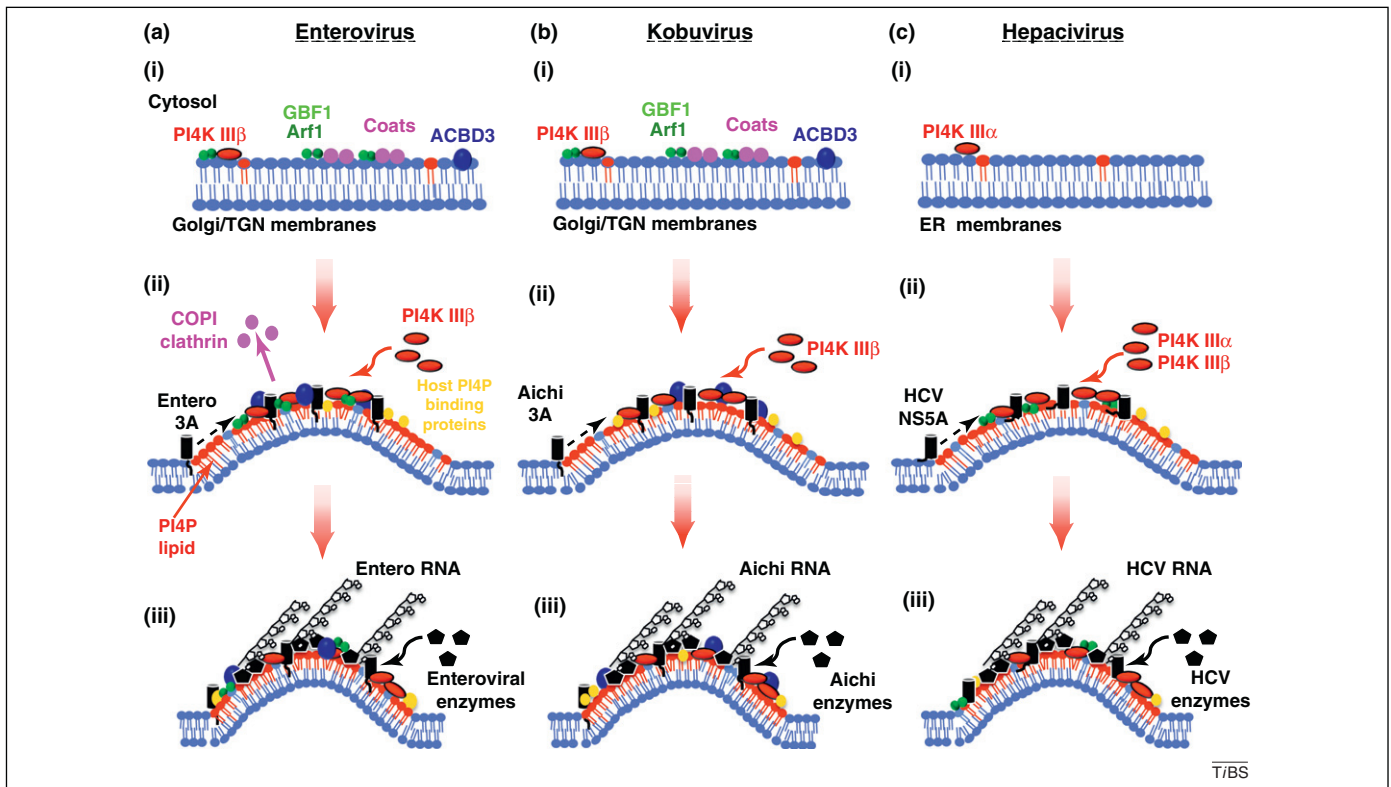 (a) Enterovirus
(i)
Cytosol
PI4K IIIβ
GBF1
Arf1
Coats
ACBD3
Golgi/TGN membranes
(ii)
COPI
clathrin
PI4K IIIβ
Entero
3A
Host PI4P
binding
proteins
PI4P
lipid
(iii)
Entero RNA
Enteroviral
enzymes
(b) Kobuvirus
(i)
PI4K IIIβ
GBF1
Arf1
Coats
ACBD3
Golgi/TGN membranes
(ii)
PI4K IIIβ
Aichi
3A
(iii)
Aichi RNA
Aichi
enzymes
(c) Hepacivirus
(i)
PI4K IIIα
ER membranes
(ii)
PI4K IIIα
PI4K IIIβ
HCV
NS5A
(iii)
HCV RNA
HCV
enzymes
TiBS